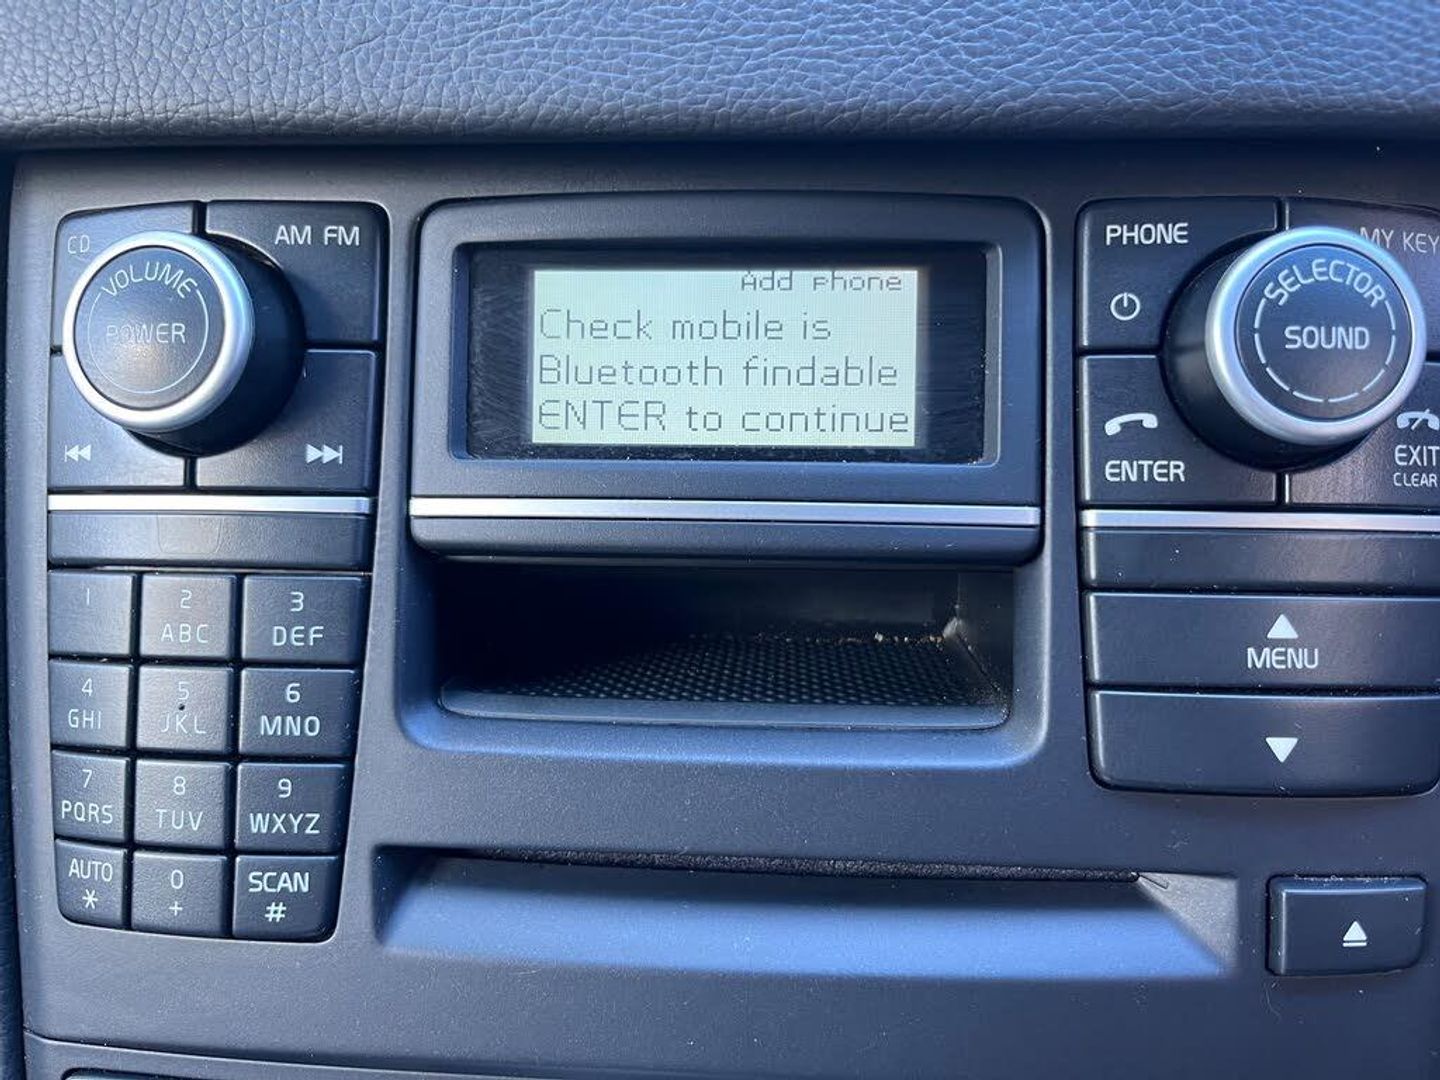 CD
AM FM
VOLUME
POWER
Add phone
Check mobile is
Bluetooth findable
ENTER to continue
PHONE
MY KEY
SELECTOR
SOUND
ENTER
EXIT
CLEAR
1
2
ABC
3
DEF
4
GHI
5
JKL
6
MNO
7
PQRS
8
TUV
9
WXYZ
AUTO
*
0
+
SCAN
#
MENU